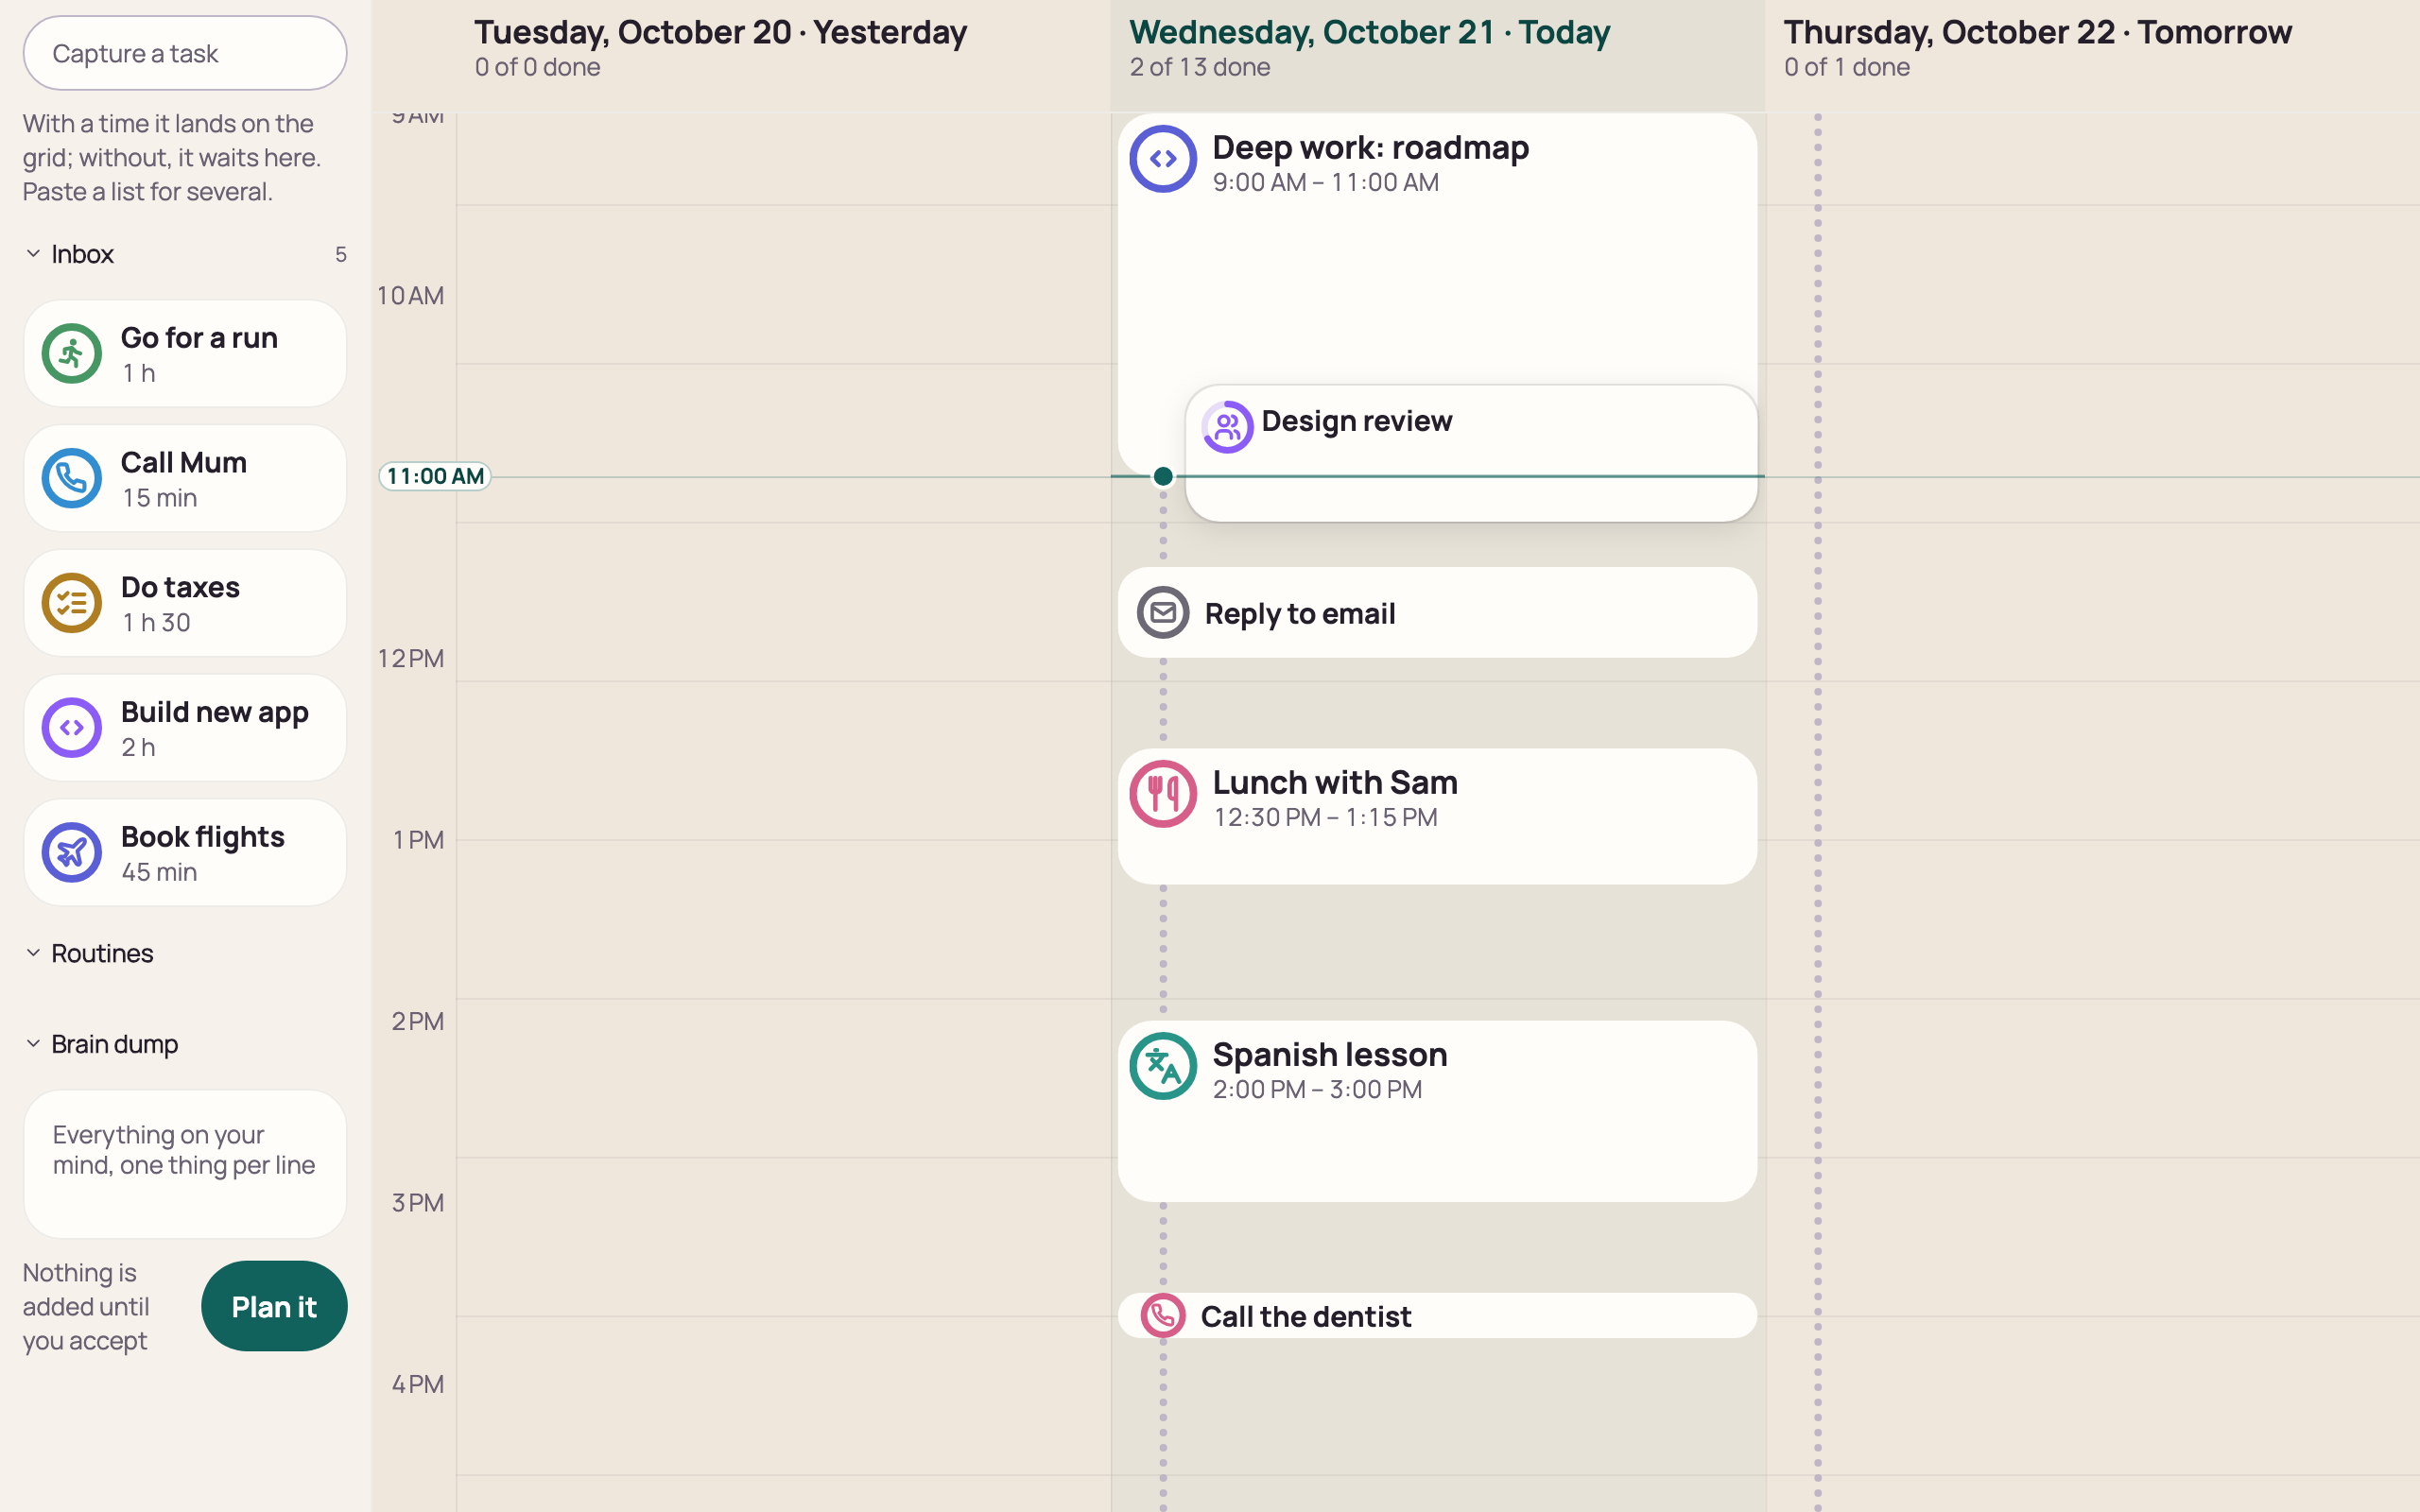 Capture a task
With a time it lands on the
grid; without, it waits here.
Paste a list for several.
Inbox 5
Go for a run
1 h
Call Mum
15 min
Do taxes
1 h 30
Build new app
2 h
Book flights
45 min
Routines
Brain dump
Everything on your
mind, one thing per line
Nothing is
added until
you accept
Plan it
Tuesday, October 20 · Yesterday
0 of 0 done
Wednesday, October 21 · Today
2 of 13 done
Thursday, October 22 · Tomorrow
0 of 1 done
9 AM
10 AM
11:00 AM
12 PM
1 PM
2 PM
3 PM
4 PM
Deep work: roadmap
9:00 AM – 11:00 AM
Design review
Reply to email
Lunch with Sam
12:30 PM – 1:15 PM
Spanish lesson
2:00 PM – 3:00 PM
Call the dentist